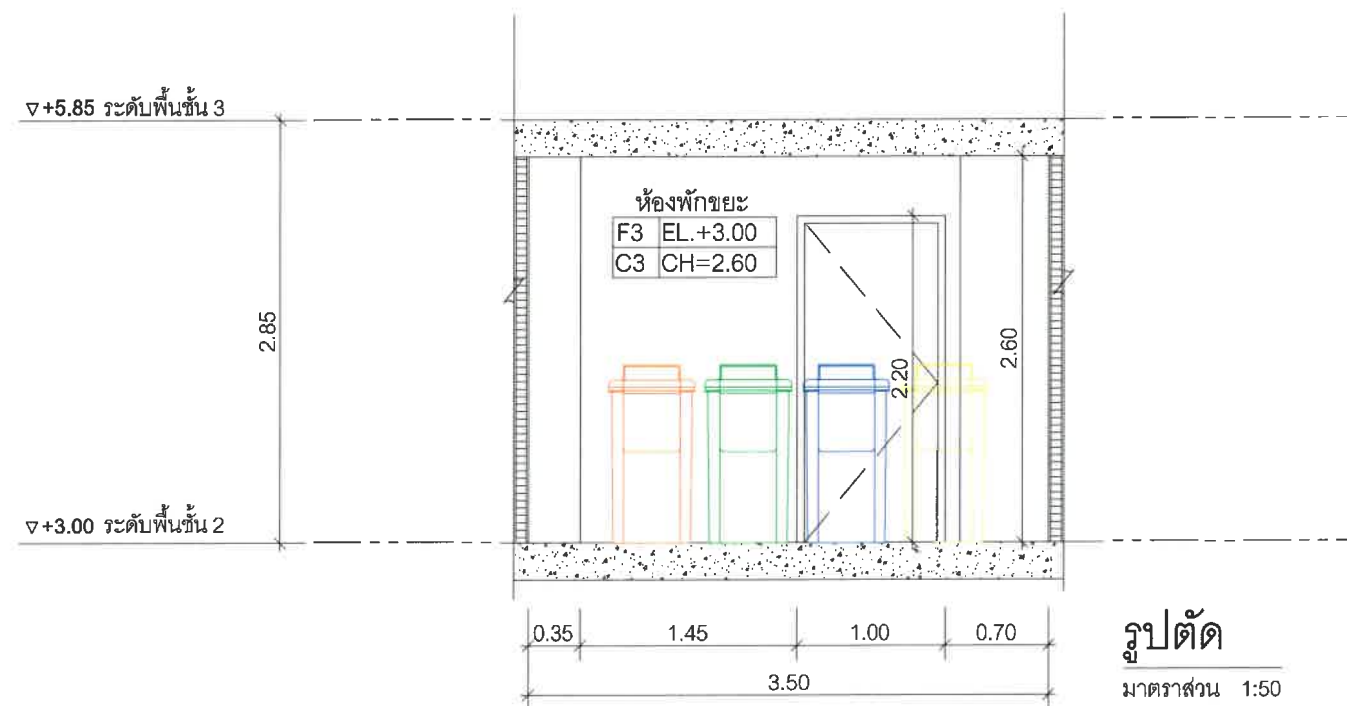 ▽+5.85 ระดับพื้นชั้น 3
ห้องพักขยะ
F3 EL.+3.00
C3 CH=2.60
2.85
2.20
2.60
▽+3.00 ระดับพื้นชั้น 2
0.35 1.45 1.00 0.70
3.50
รูปตัด
มาตราส่วน 1:50